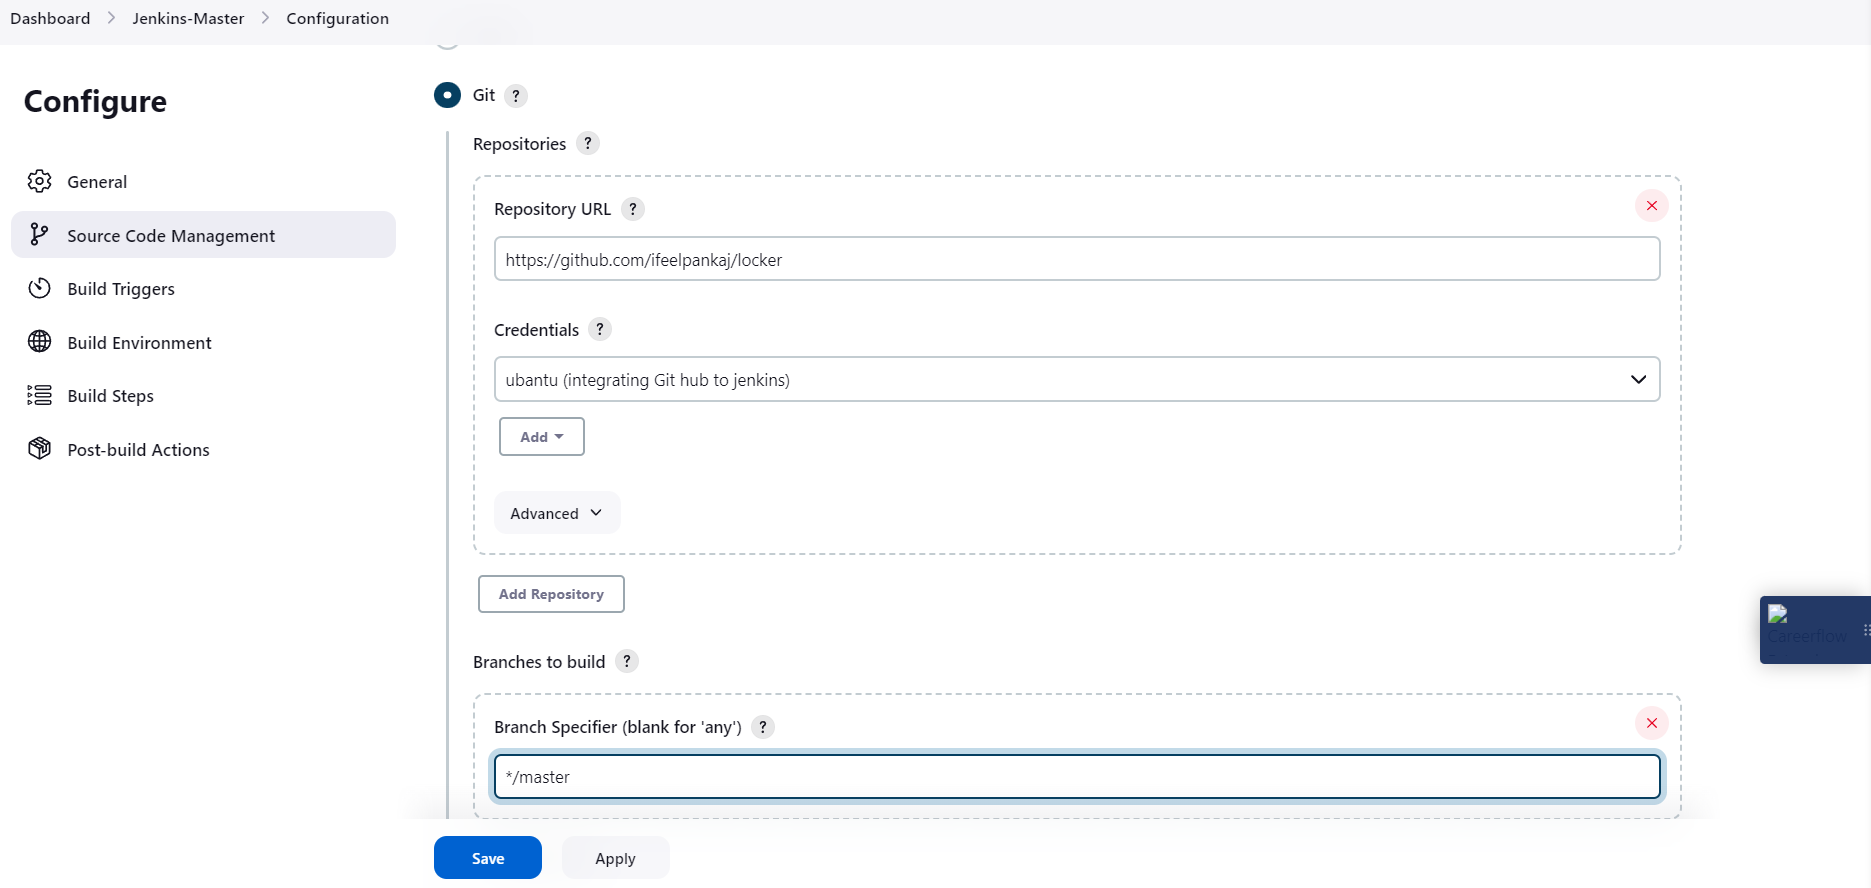 Dashboard > Jenkins-Master > Configuration
Configure
General
Source Code Management
Build Triggers
Build Environment
Build Steps
Post-build Actions
Git ?
Repositories ?
Repository URL ?
https://github.com/ifeelpankaj/locker
Credentials ?
ubantu (integrating Git hub to jenkins)
Add
Advanced
Add Repository
Branches to build ?
Branch Specifier (blank for 'any') ?
*/master
Save
Apply
Careerflow